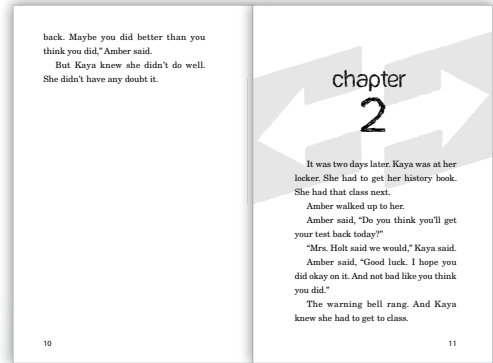 back. Maybe you did better than you
think you did,” Amber said.
But Kaya knew she didn’t do well.
She didn’t have any doubt it.
10
chapter
2
It was two days later. Kaya was at her
locker. She had to get her history book.
She had that class next.
Amber walked up to her.
Amber said, “Do you think you’ll get
your test back today?”
“Mrs. Holt said we would,” Kaya said.
Amber said, “Good luck. I hope you
did okay on it. And not bad like you think
you did.”
The warning bell rang. And Kaya
knew she had to get to class.
11